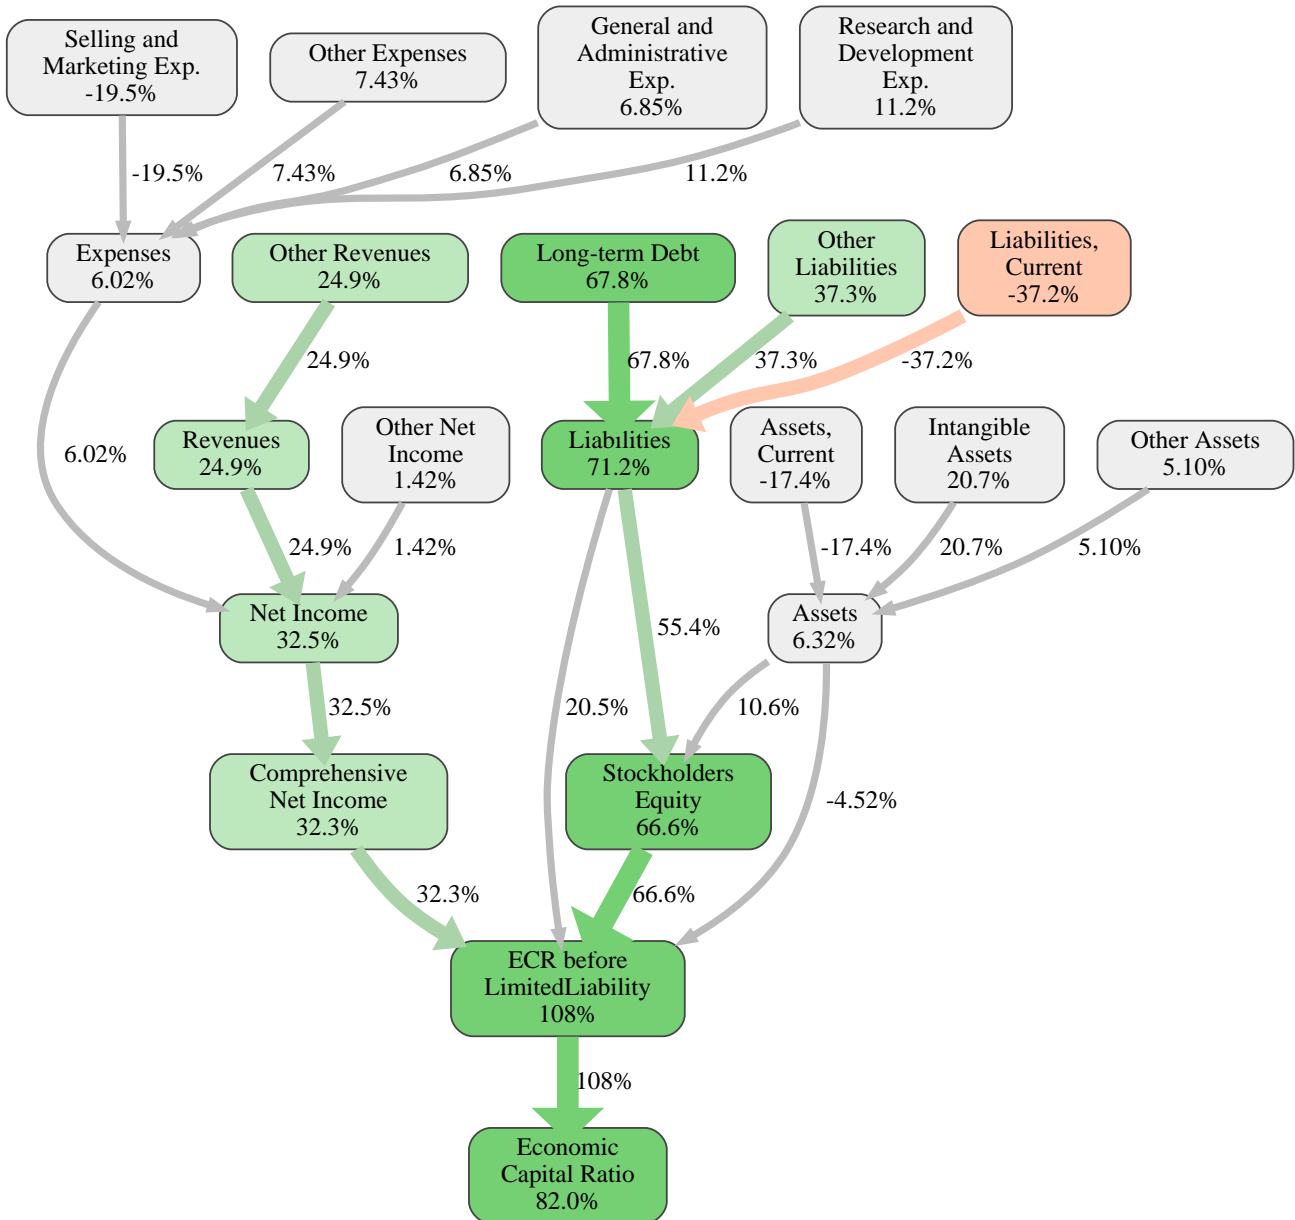 Selling and
Marketing Exp.
-19.5%
Other Expenses
7.43%
General and
Administrative
Exp.
6.85%
Research and
Development
Exp.
11.2%
-19.5%
7.43%
6.85%
11.2%
Expenses
6.02%
Other Revenues
24.9%
Long-term Debt
67.8%
Other
Liabilities
37.3%
Liabilities,
Current
-37.2%
24.9%
67.8%
37.3%
-37.2%
6.02%
Revenues
24.9%
Other Net
Income
1.42%
Liabilities
71.2%
Assets,
Current
-17.4%
Intangible
Assets
20.7%
Other Assets
5.10%
24.9%
1.42%
-17.4%
20.7%
5.10%
Net Income
32.5%
55.4%
Assets
6.32%
32.5%
20.5%
10.6%
Comprehensive
Net Income
32.3%
Stockholders
Equity
66.6%
-4.52%
32.3%
66.6%
ECR before
LimitedLiability
108%
108%
Economic
Capital Ratio
82.0%